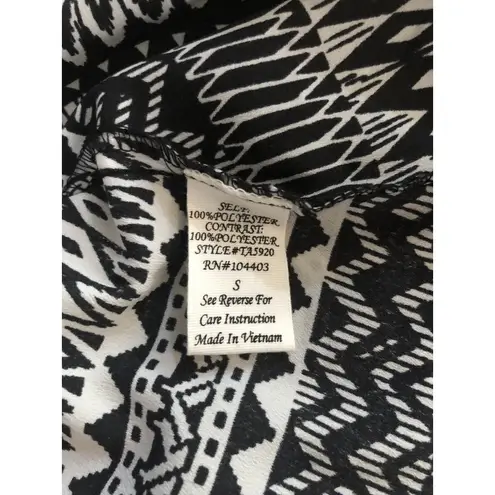 SELF:
100%POLYESTER
CONTRAST:
100%POLYESTER
STYLE#TA5920
RN#104403
S
See Reverse For
Care Instruction
Made In Vietnam